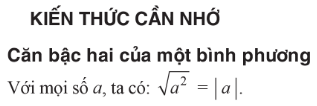 KIẾN THỨC CẦN NHỚ
Căn bậc hai của một bình phương
Với mọi số a, ta có: √a² = |a|.